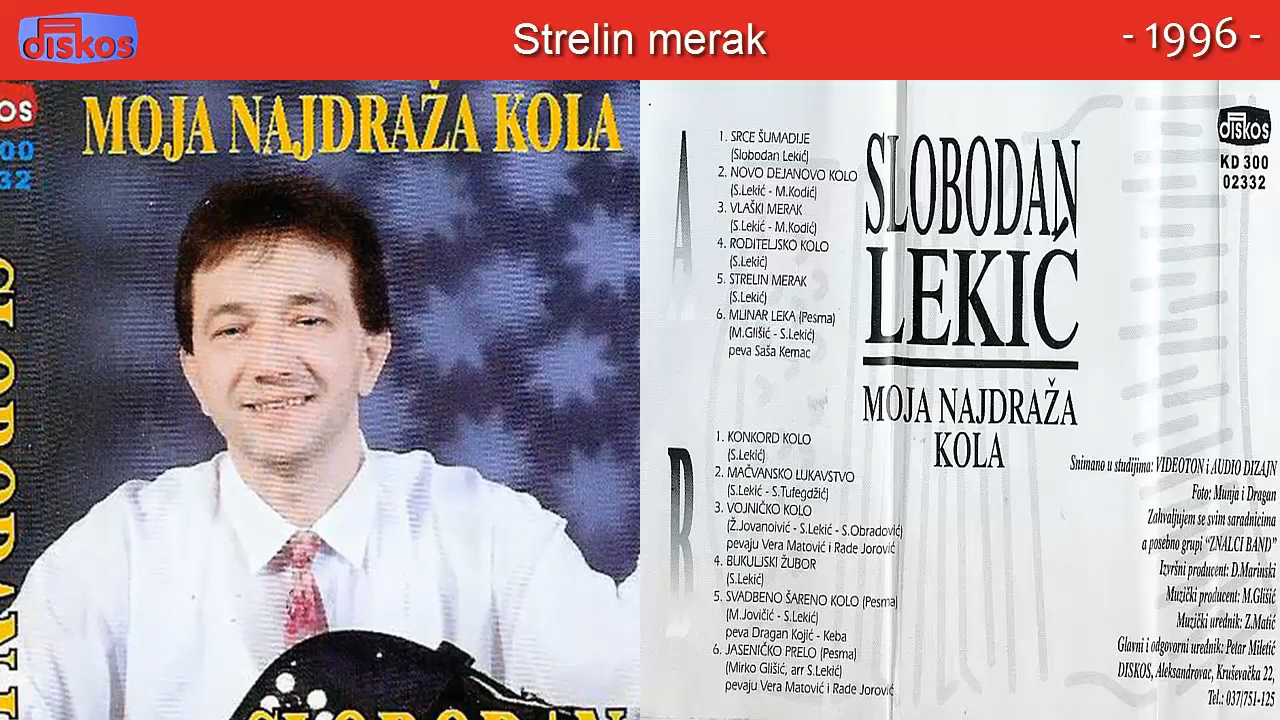 diskos
Strelin merak
- 1996 -
OS
00
32
MOJA NAJDRAŽA KOLA
SLOBODAN
SLOBODAN
A
1. SRCE ŠUMADIJE
(Slobodan Lekić)
2. NOVO DEJANOVO KOLO
(S.Lekić - M.Kodić)
3. VLAŠKI MERAK
(S.Lekić - M.Kodić)
4. RODITELJSKO KOLO
(S.Lekić)
5. STRELIN MERAK
(S.Lekić)
6. MLINAR LEKA (Pesma)
(M.Glišić - S.Lekić)
peva Saša Kemac
B
1. KONKORD KOLO
(S.Lekić)
2. MAČVANSKO LUKAVSTVO
(S.Lekić - S.Tufegdžić)
3. VOJNIČKO KOLO
(Ž.Jovanoivić - S.Lekić - S.Obradović)
pevaju Vera Matović i Rade Jorović
4. BUKULJSKI ŽUBOR
(S.Lekić)
5. SVADBENO ŠARENO KOLO (Pesma)
(M.Jovčić - S.Lekić)
peva Dragan Kojić - Keba
6. JASENIČKO PRELO (Pesma)
(Mirko Glišić, arr S.Lekić)
pevaju Vera Matović i Rade Jorović
SLOBODAN
LEKIĆ
MOJA NAJDRAŽA
KOLA
diskos
KD 300
02332
Snimano u studijima: VIDEOTON i AUDIO DIZAJN
Foto: Munja i Dragan
Zahvaljujem se svim saradnicima
a posebno grupi "ZNALCI BAND"
Izvršni producent: D.Marinski
Muzički producent: M.Glišić
Muzički urednik: Z.Matić
Glavni i odgovorni urednik: Petar Miletić
DISKOS, Aleksandrovac, Kruševačka 22,
Tel.: 037/751-125